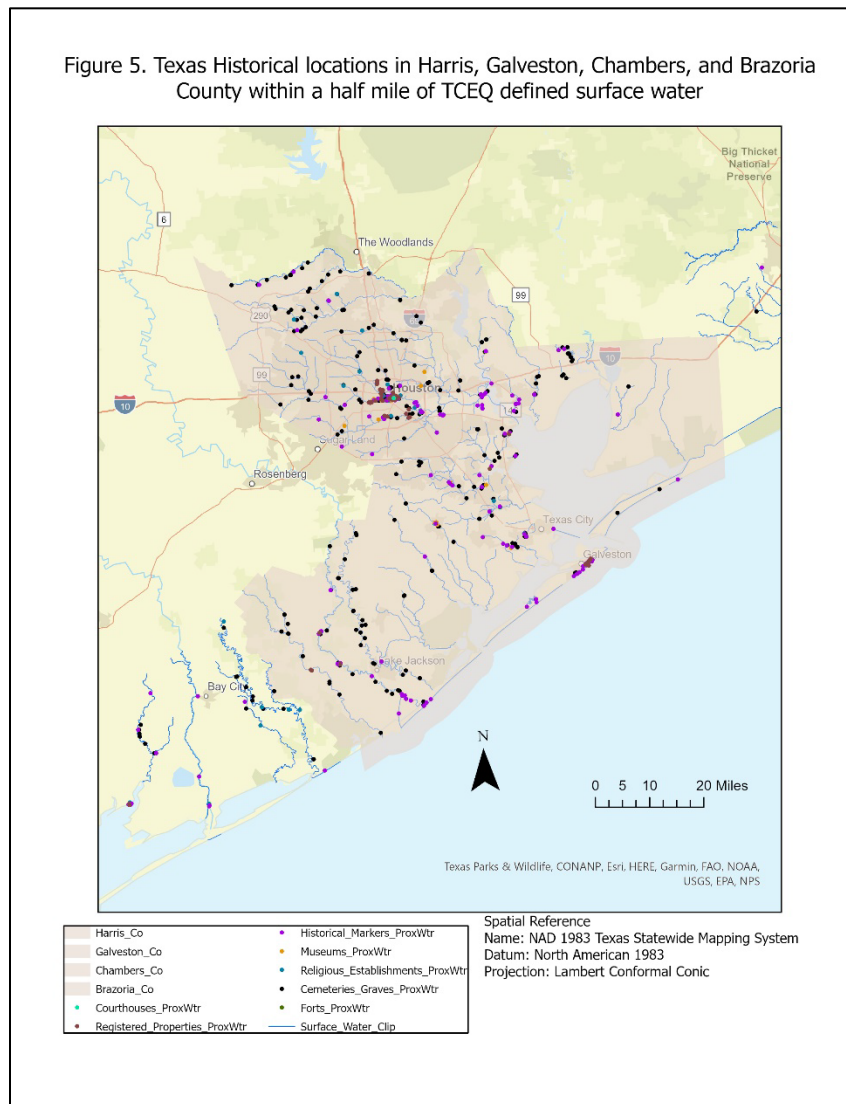 Figure 5. Texas Historical locations in Harris, Galveston, Chambers, and Brazoria
County within a half mile of TCEQ defined surface water
Big Thicket
National
Preserve
6
The Woodlands
99
290
99
10
Houston
10
Sugar Land
Rosenberg
Texas City
Galveston
Lake Jackson
Bay City
N
0 5 10 20 Miles
Texas Parks & Wildlife, CONANP, Esri, HERE, Garmin, FAO, NOAA,
USGS, EPA, NPS
Harris_Co
Galveston_Co
Chambers_Co
Brazoria_Co
Courthouses_ProxWtr
Registered_Properties_ProxWtr
Historical_Markers_ProxWtr
Museums_ProxWtr
Religious_Establishments_ProxWtr
Cemeteries_Graves_ProxWtr
Forts_ProxWtr
Surface_Water_Clip
Spatial Reference
Name: NAD 1983 Texas Statewide Mapping System
Datum: North American 1983
Projection: Lambert Conformal Conic